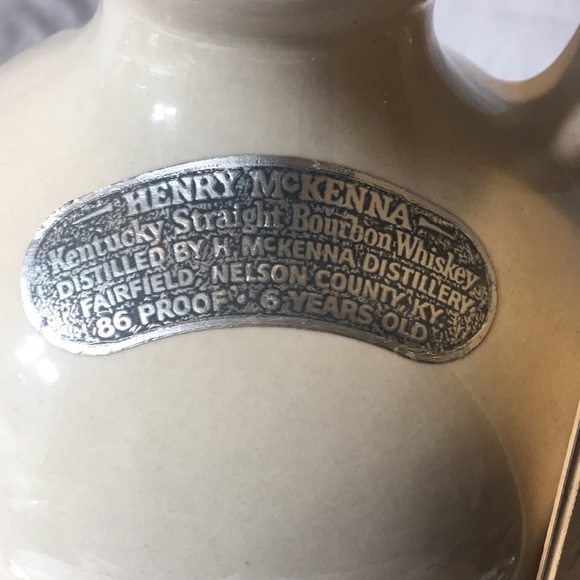 — HENRY McKENNA —
Kentucky Straight Bourbon Whiskey
DISTILLED BY H. McKENNA DISTILLERY
FAIRFIELD, NELSON COUNTY, KY.
86 PROOF • 6 YEARS OLD